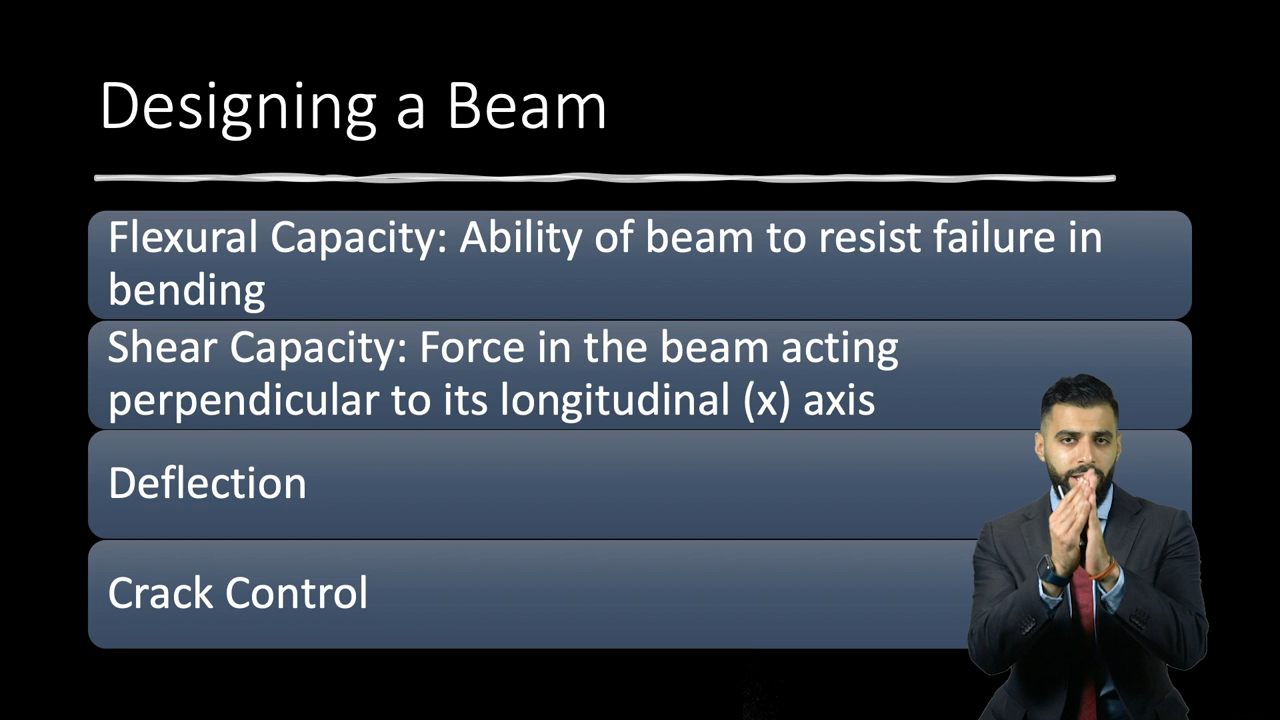 Designing a Beam
Flexural Capacity: Ability of beam to resist failure in
bending
Shear Capacity: Force in the beam acting
perpendicular to its longitudinal (x) axis
Deflection
Crack Control